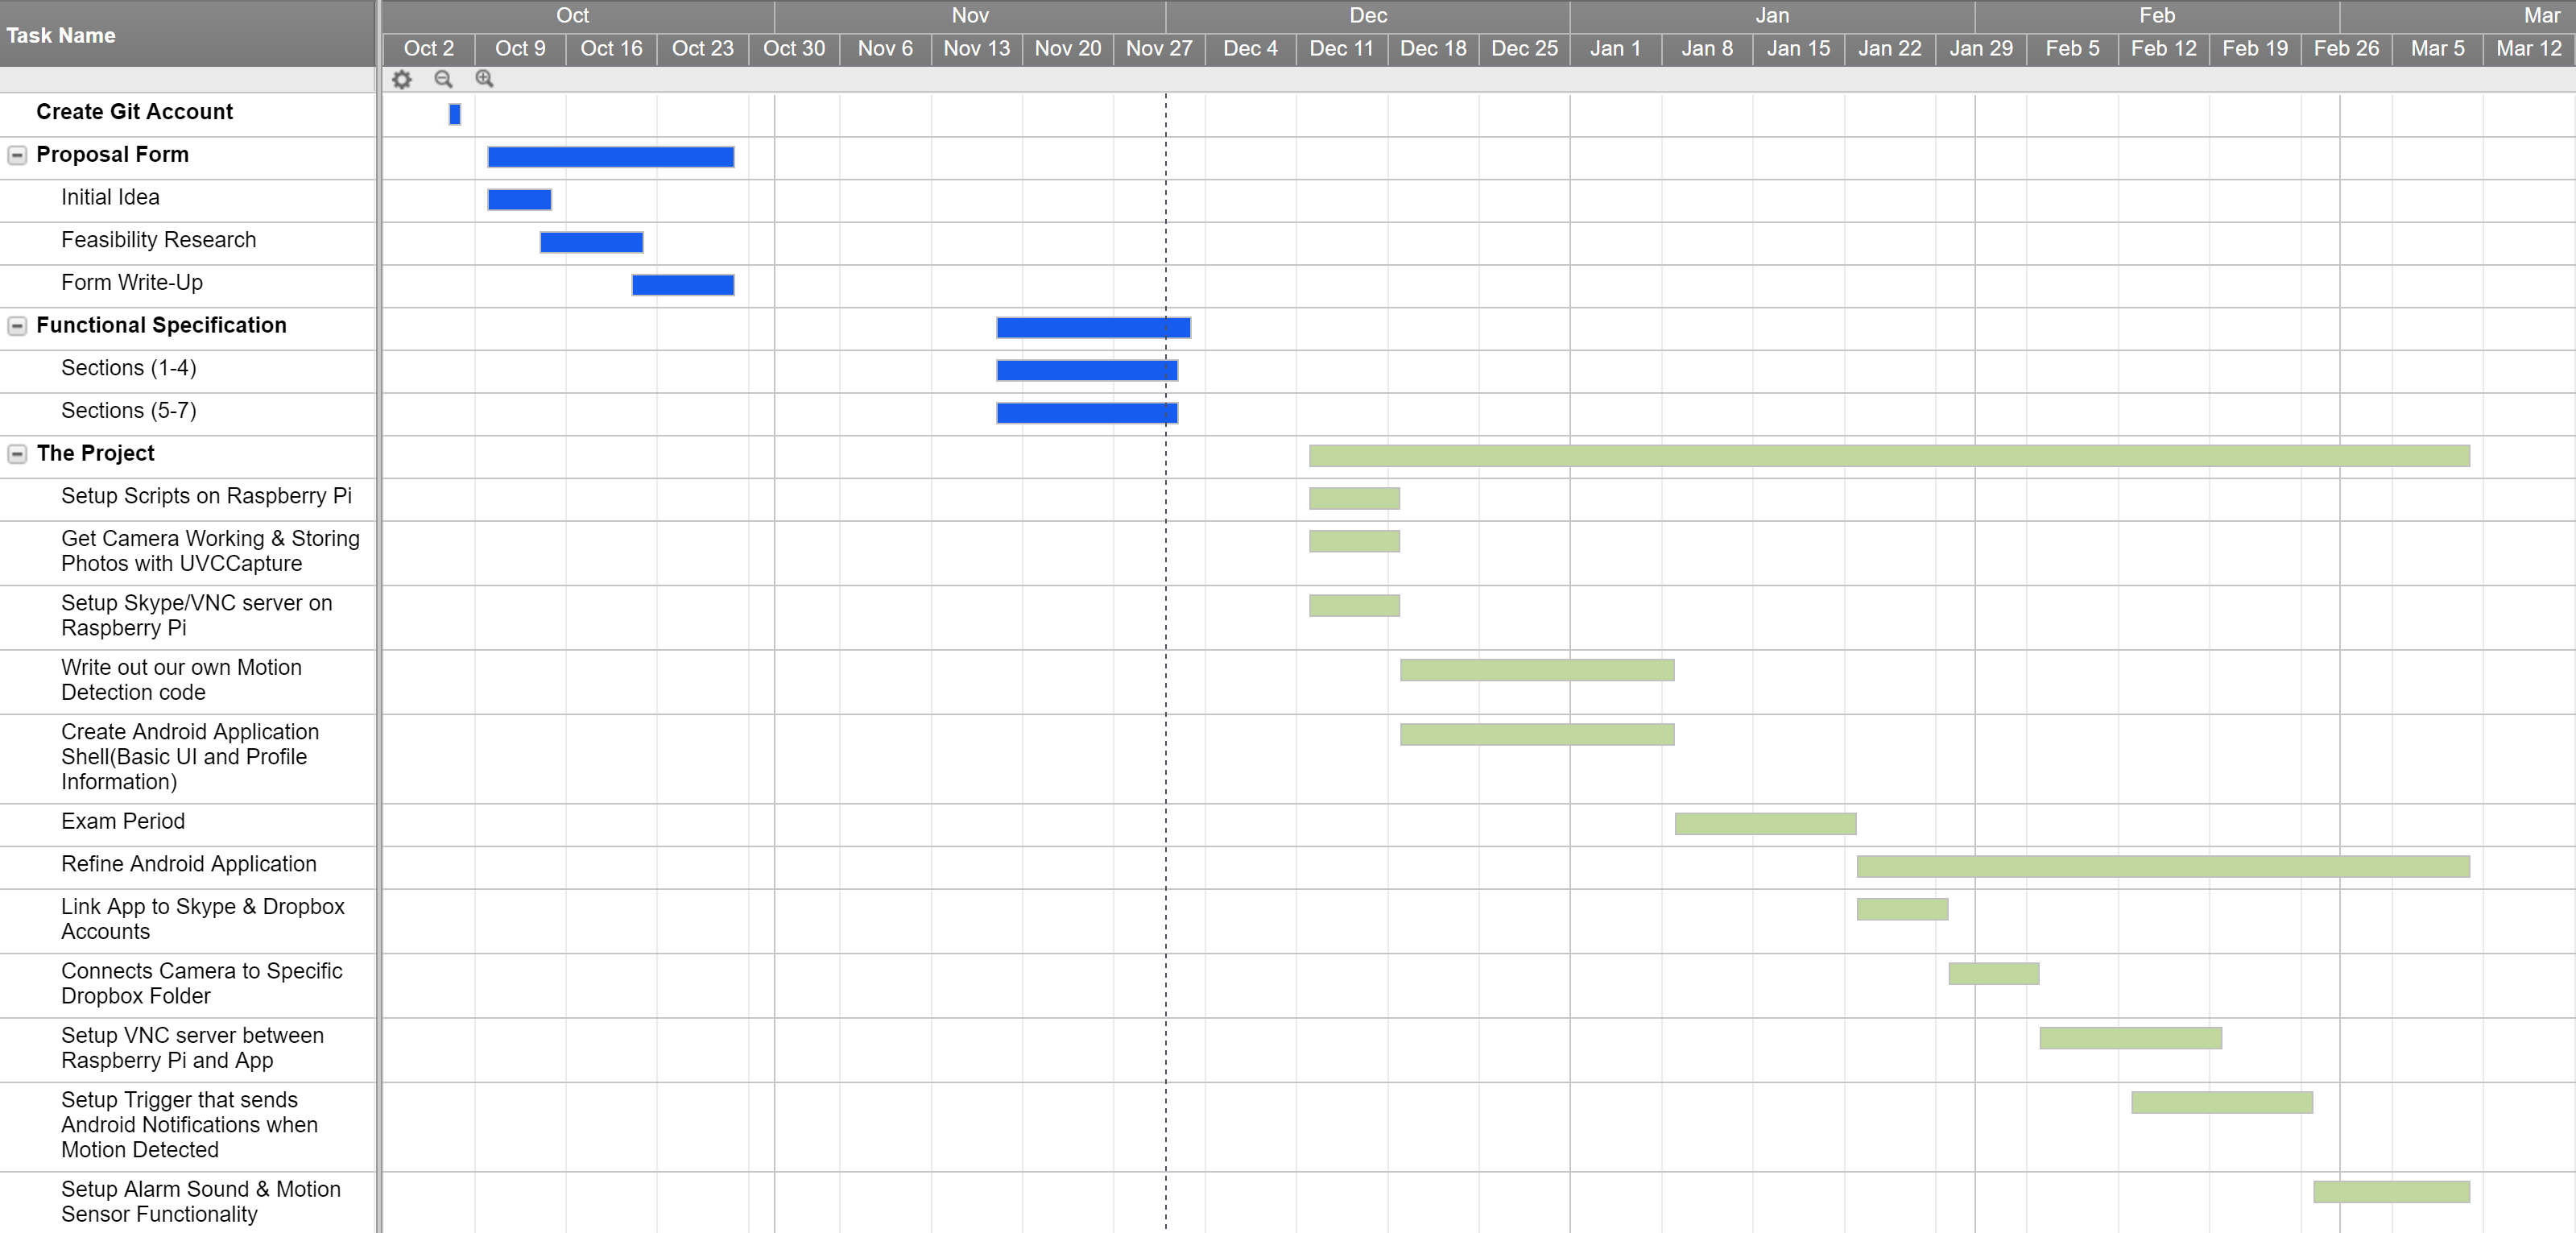 Task Name
Oct Nov Dec Jan Feb Mar
Oct 2 Oct 9 Oct 16 Oct 23 Oct 30 Nov 6 Nov 13 Nov 20 Nov 27 Dec 4 Dec 11 Dec 18 Dec 25 Jan 1 Jan 8 Jan 15 Jan 22 Jan 29 Feb 5 Feb 12 Feb 19 Feb 26 Mar 5 Mar 12
Create Git Account
Proposal Form
Initial Idea
Feasibility Research
Form Write-Up
Functional Specification
Sections (1-4)
Sections (5-7)
The Project
Setup Scripts on Raspberry Pi
Get Camera Working & Storing
Photos with UVCCapture
Setup Skype/VNC server on
Raspberry Pi
Write out our own Motion
Detection code
Create Android Application
Shell(Basic UI and Profile
Information)
Exam Period
Refine Android Application
Link App to Skype & Dropbox
Accounts
Connects Camera to Specific
Dropbox Folder
Setup VNC server between
Raspberry Pi and App
Setup Trigger that sends
Android Notifications when
Motion Detected
Setup Alarm Sound & Motion
Sensor Functionality